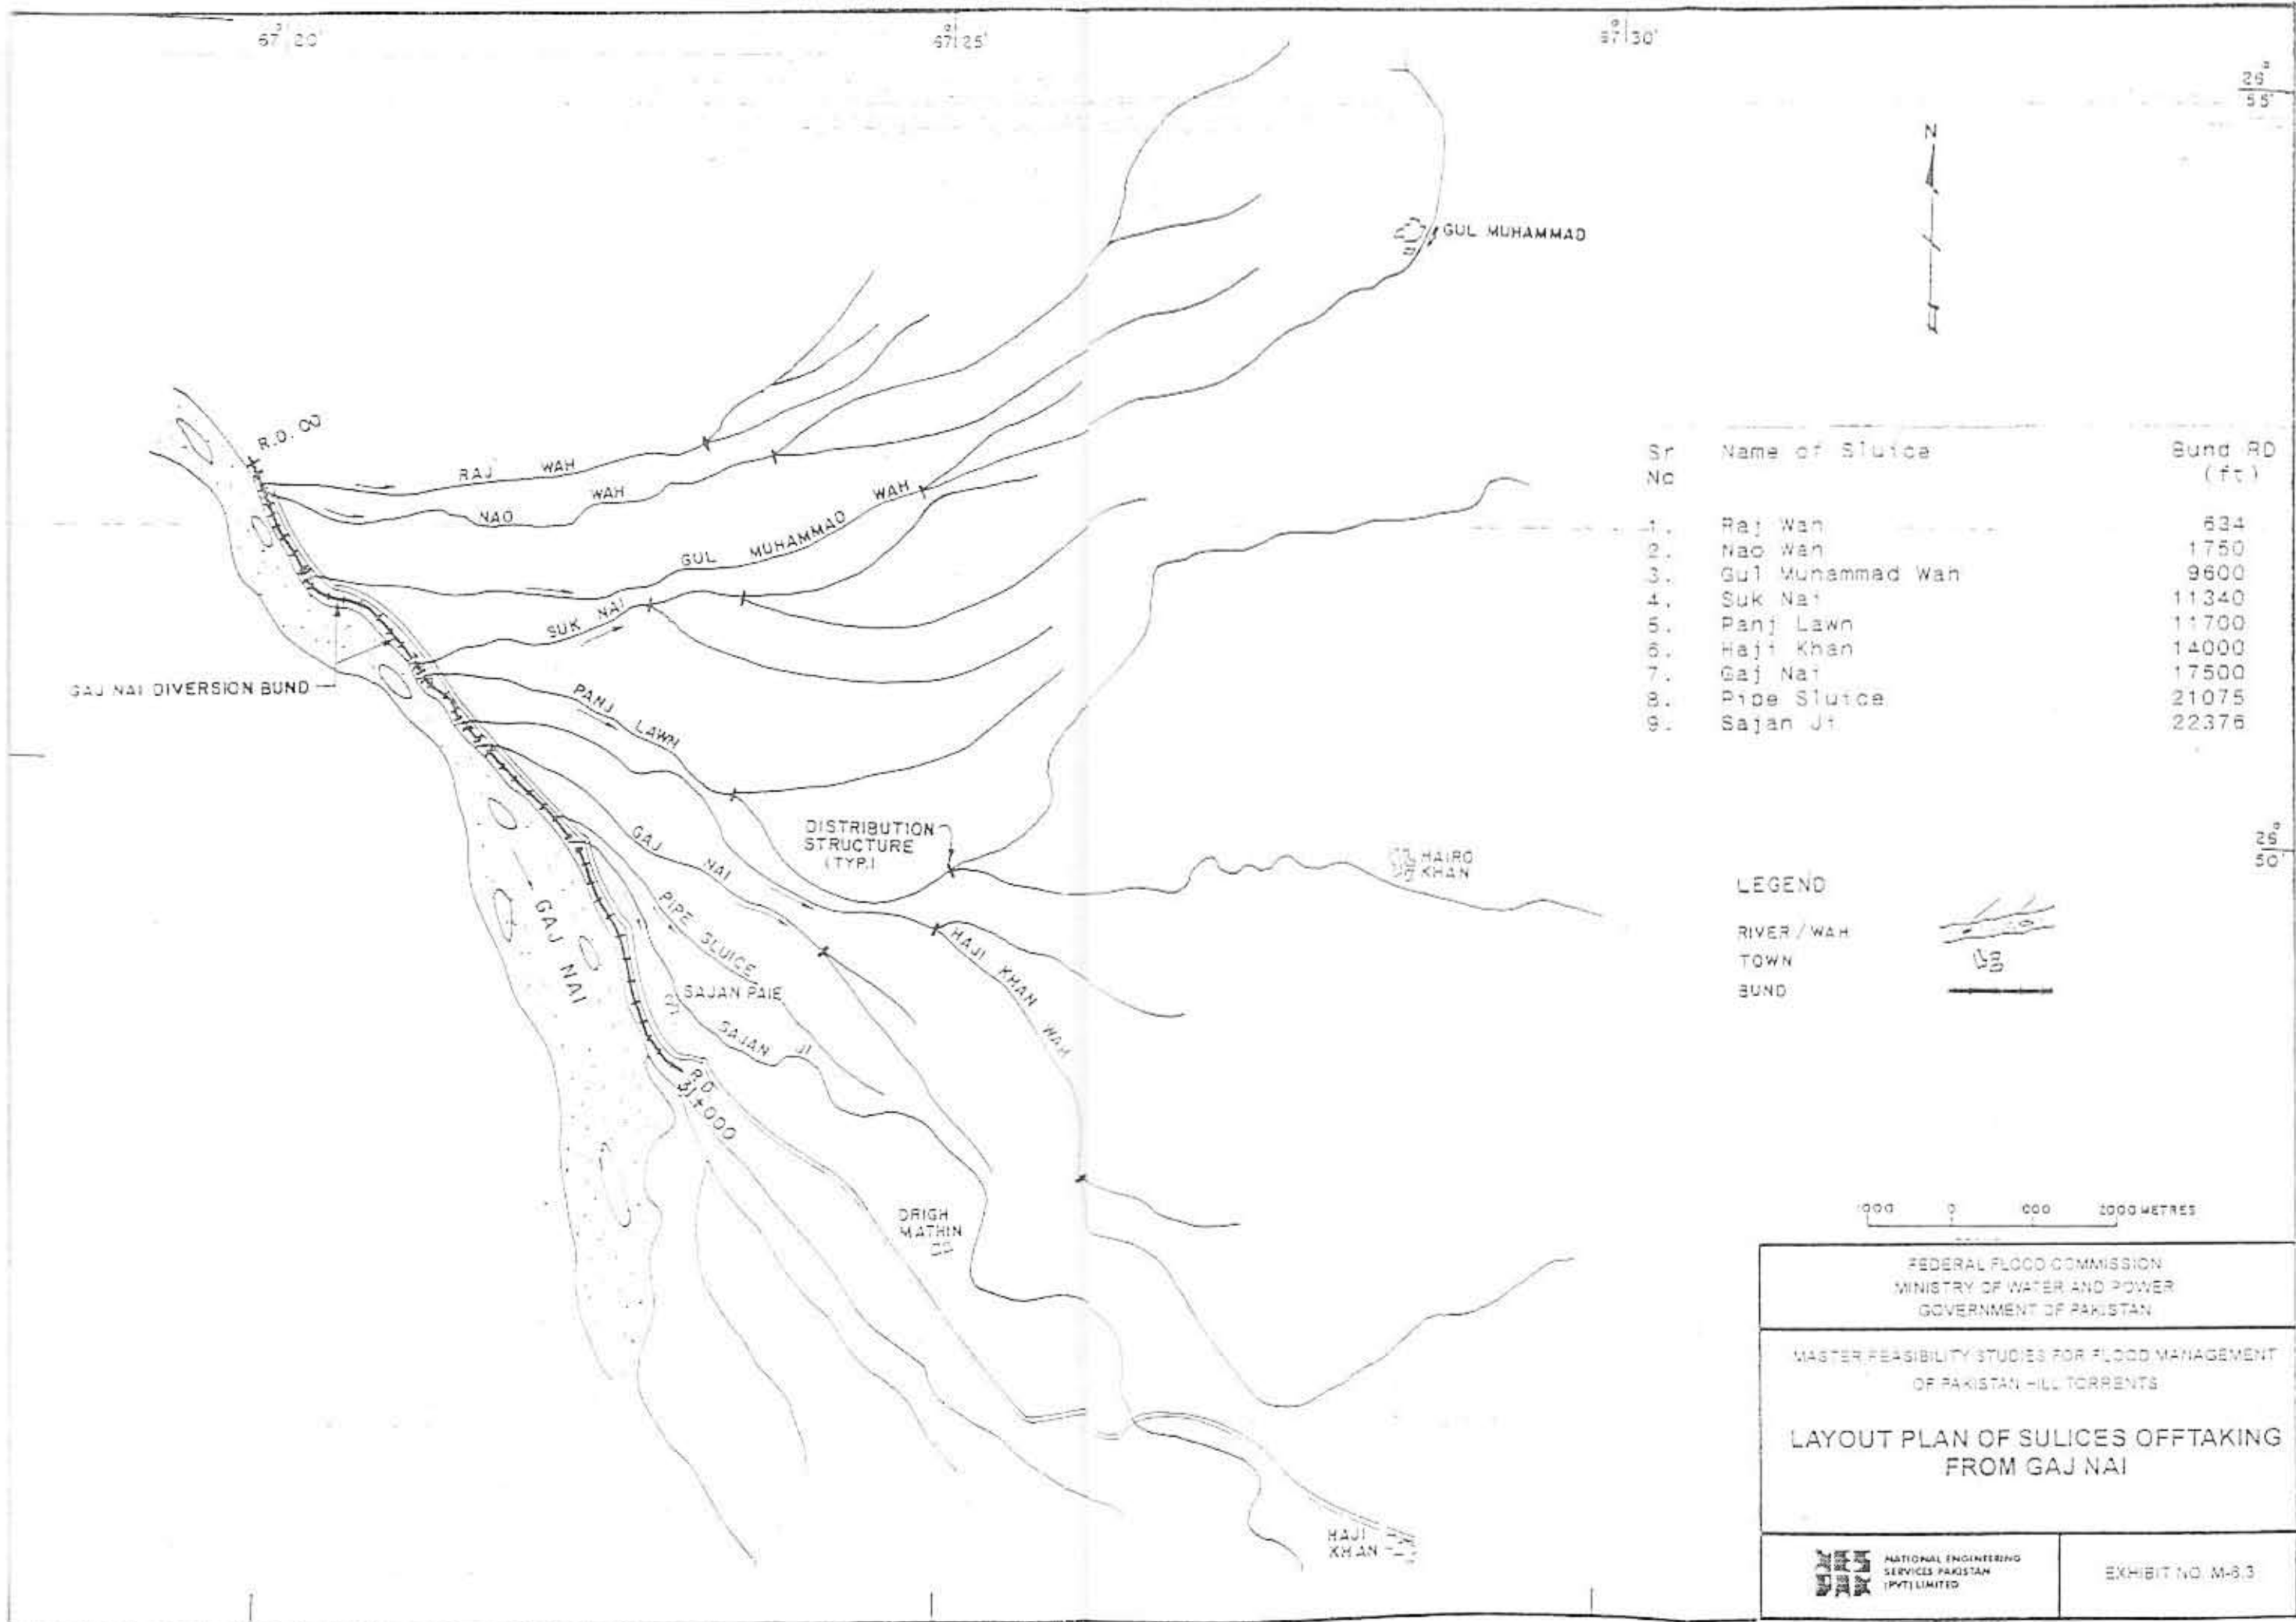 67°20'
67°25'
67°30'
26°
55'
N
GUL MUHAMMAD
R.D. 00
RAJ WAH
NAO WAH
GUL MUHAMMAD WAH
SUK NAI
GAJ NAI DIVERSION BUND
PANJ LAWN
Sr Name of Sluice Bund RD
No (ft)
1. Raj Wah 634
2. Nao Wah 1750
3. Gul Muhammad Wah 9600
4. Suk Nai 11340
5. Panj Lawn 11700
6. Haji Khan 14000
7. Gaj Nai 17500
8. Pipe Sluice 21075
9. Sajan Ji 22376
DISTRIBUTION
STRUCTURE
(TYP.)
HAIRO
KHAN
26°
50'
GAJ NAI
PIPE SLUICE
GAJ NAI
SAJAN PAIE
SAJAN JI
HAJI KHAN WAH
R.D.
31+000
LEGEND
RIVER / WAH
TOWN
BUND
DRIGH
MATHIN
HAJI
KHAN
1000 0 000 2000 METRES
FEDERAL FLOOD COMMISSION
MINISTRY OF WATER AND POWER
GOVERNMENT OF PAKISTAN
MASTER FEASIBILITY STUDIES FOR FLOOD MANAGEMENT
OF PAKISTAN HILL TORRENTS
LAYOUT PLAN OF SULICES OFFTAKING
FROM GAJ NAI
NATIONAL ENGINEERING
SERVICES PAKISTAN
(PVT) LIMITED
EXHIBIT NO. M-6.3